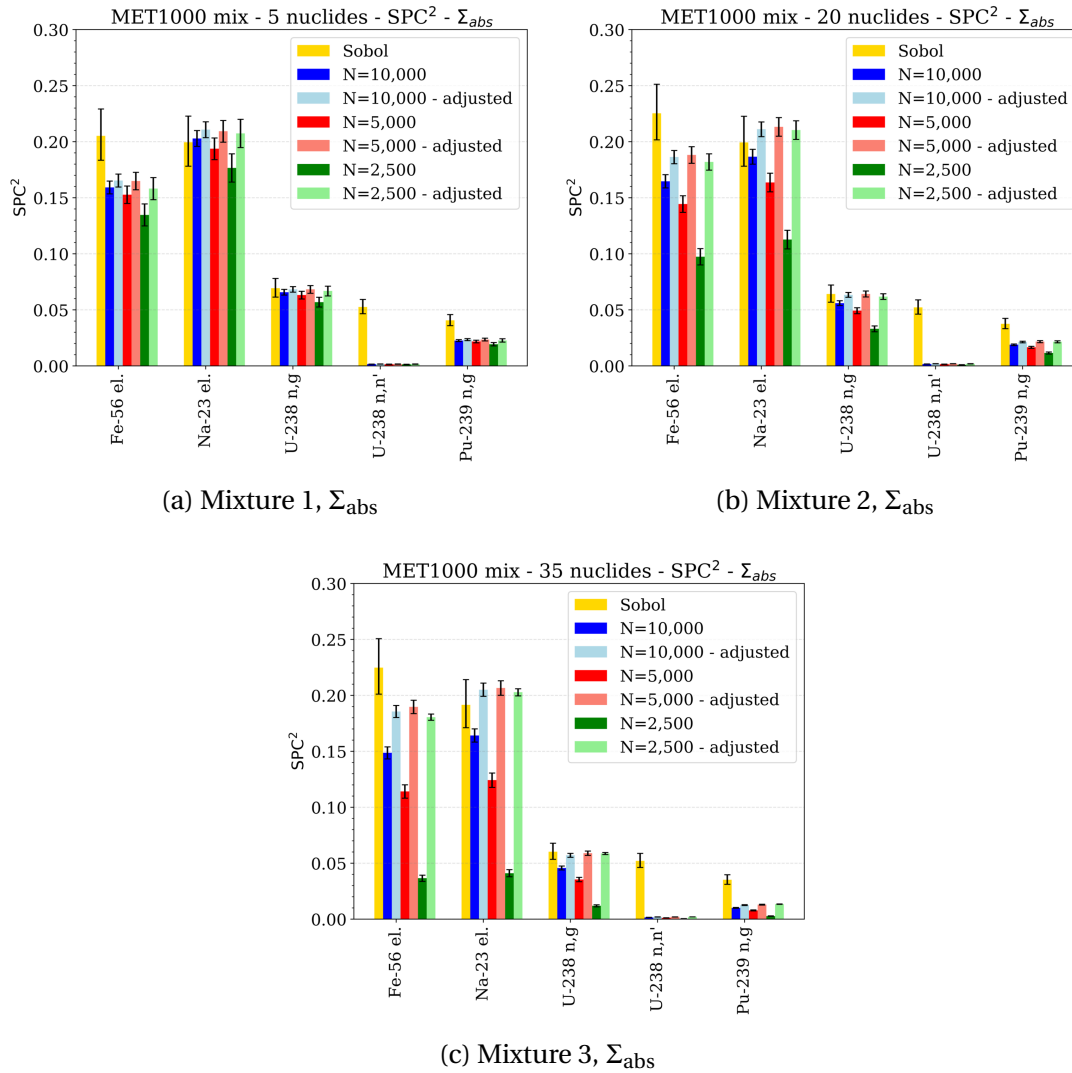 MET1000 mix - 5 nuclides - SPC² - Σabs
0.30
0.25
0.20
0.15
0.10
0.05
0.00
SPC²
Sobol
N=10,000
N=10,000 - adjusted
N=5,000
N=5,000 - adjusted
N=2,500
N=2,500 - adjusted
Fe-56 el.
Na-23 el.
U-238 n,g
U-238 n,n'
Pu-239 n,g
(a) Mixture 1, Σabs
MET1000 mix - 20 nuclides - SPC² - Σabs
0.30
0.25
0.20
0.15
0.10
0.05
0.00
SPC²
Sobol
N=10,000
N=10,000 - adjusted
N=5,000
N=5,000 - adjusted
N=2,500
N=2,500 - adjusted
Fe-56 el.
Na-23 el.
U-238 n,g
U-238 n,n'
Pu-239 n,g
(b) Mixture 2, Σabs
MET1000 mix - 35 nuclides - SPC² - Σabs
0.30
0.25
0.20
0.15
0.10
0.05
0.00
SPC²
Sobol
N=10,000
N=10,000 - adjusted
N=5,000
N=5,000 - adjusted
N=2,500
N=2,500 - adjusted
Fe-56 el.
Na-23 el.
U-238 n,g
U-238 n,n'
Pu-239 n,g
(c) Mixture 3, Σabs